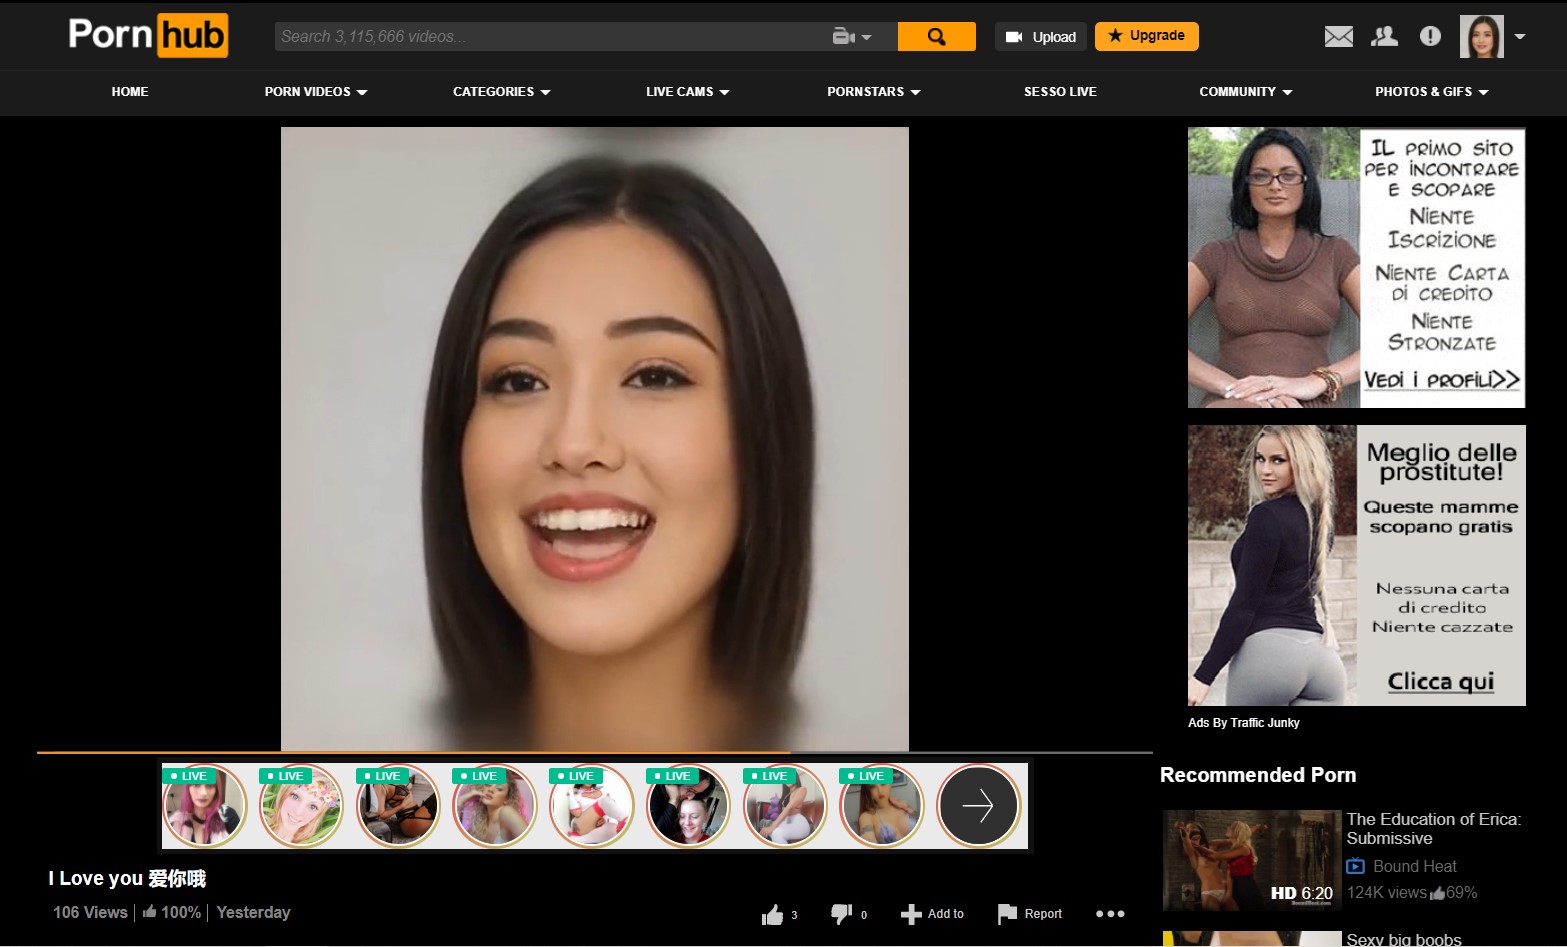 Pornhub
Search 3,115,666 videos...
Upload
Upgrade
HOME
PORN VIDEOS
CATEGORIES
LIVE CAMS
PORNSTARS
SESSO LIVE
COMMUNITY
PHOTOS & GIFS
IL PRIMO SITO
PER INCONTRARE
E SCOPARE
NIENTE
ISCRIZIONE
NIENTE CARTA
DI CREDITO
NIENTE
STRONZATE
VEDI I PROFILI>>
Meglio delle
prostitute!
Queste mamme
scopano gratis
Nessuna carta
di credito
Niente cazzate
Clicca qui
Ads By Traffic Junky
LIVE
LIVE
LIVE
LIVE
LIVE
LIVE
LIVE
LIVE
I Love you 爱你哦
106 Views
100%
Yesterday
3
0
Add to
Report
Recommended Porn
The Education of Erica:
Submissive
Bound Heat
124K views 69%
HD 6:20
Sexy big boobs